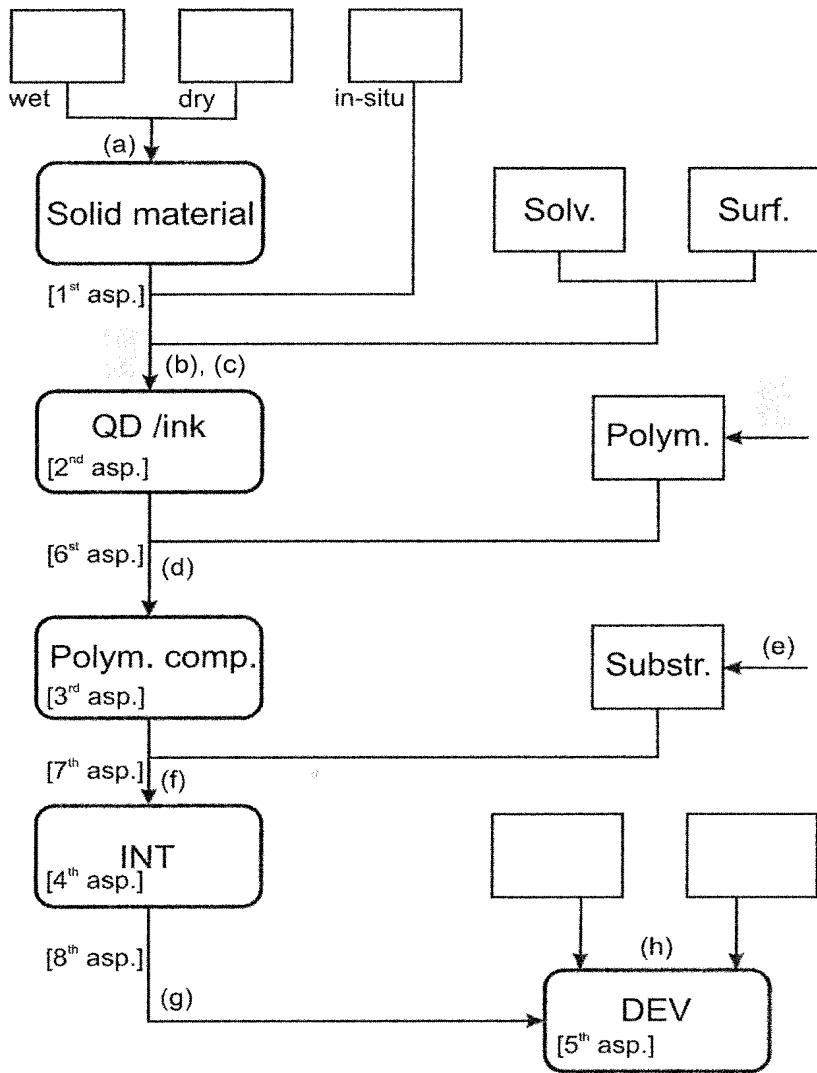 wet
dry
in-situ
(a)
Solid material
Solv.
Surf.
[1st asp.]
(b), (c)
QD /ink
[2nd asp.]
Polym.
[6st asp.]
(d)
Polym. comp.
[3rd asp.]
Substr.
(e)
[7th asp.]
(f)
INT
[4th asp.]
[8th asp.]
(g)
(h)
DEV
[5th asp.]